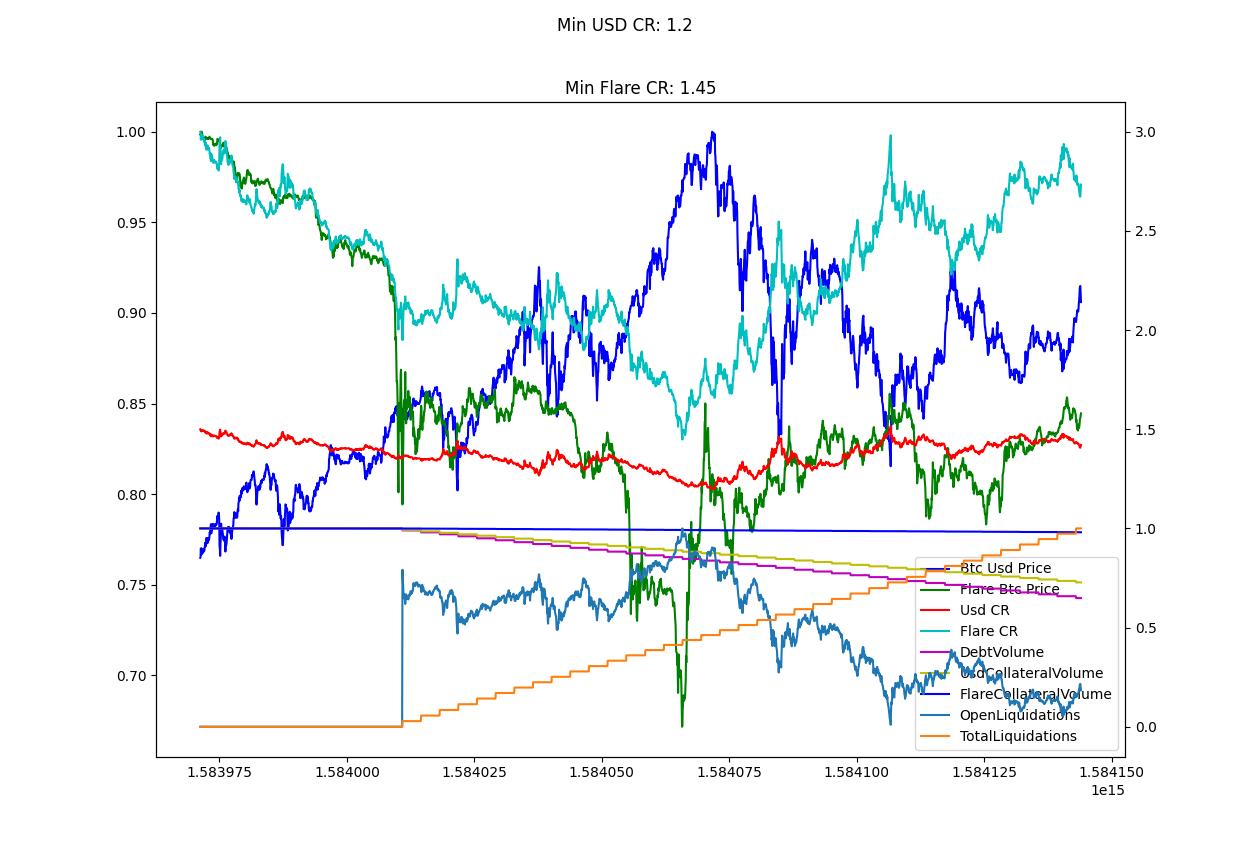 Min USD CR: 1.2
Min Flare CR: 1.45
1.00
0.95
0.90
0.85
0.80
0.75
0.70
3.0
2.5
2.0
1.5
1.0
0.5
0.0
Btc Usd Price
Flare Btc Price
Usd CR
Flare CR
DebtVolume
UsdCollateralVolume
FlareCollateralVolume
OpenLiquidations
TotalLiquidations
1.583975 1.584000 1.584025 1.584050 1.584075 1.584100 1.584125 1.584150
1e15